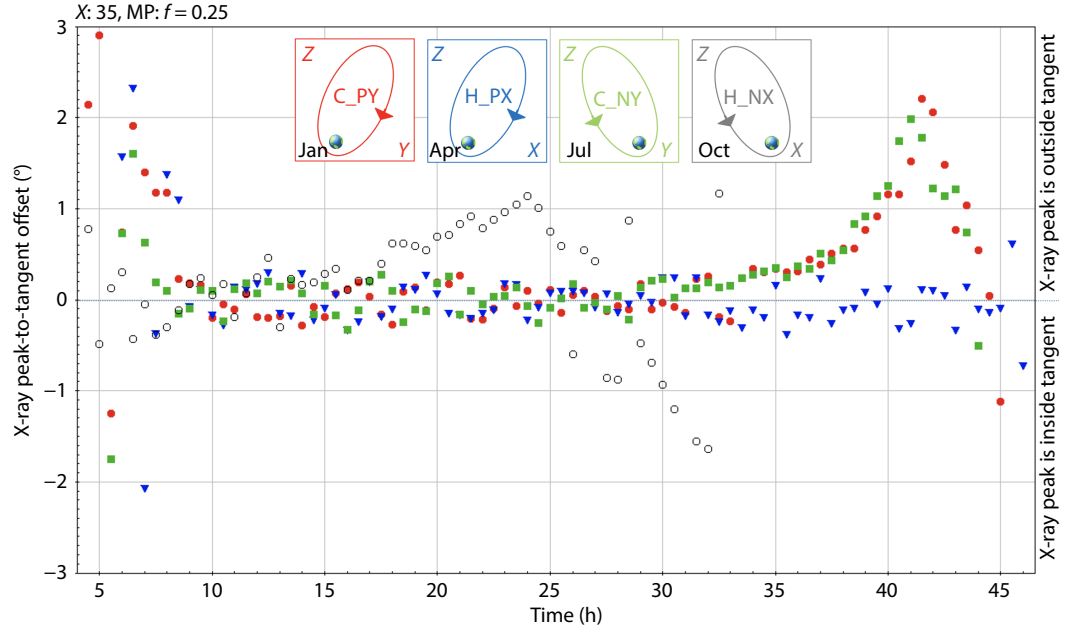 X: 35, MP: f = 0.25
3
2
1
0
−1
−2
−3
X-ray peak-to-tangent offset (°)
Z
C_PY
Jan
Y
Z
H_PX
Apr
X
Z
C_NY
Jul
Y
Z
H_NX
Oct
X
X-ray peak is outside tangent
X-ray peak is inside tangent
5
10
15
20
25
30
35
40
45
Time (h)